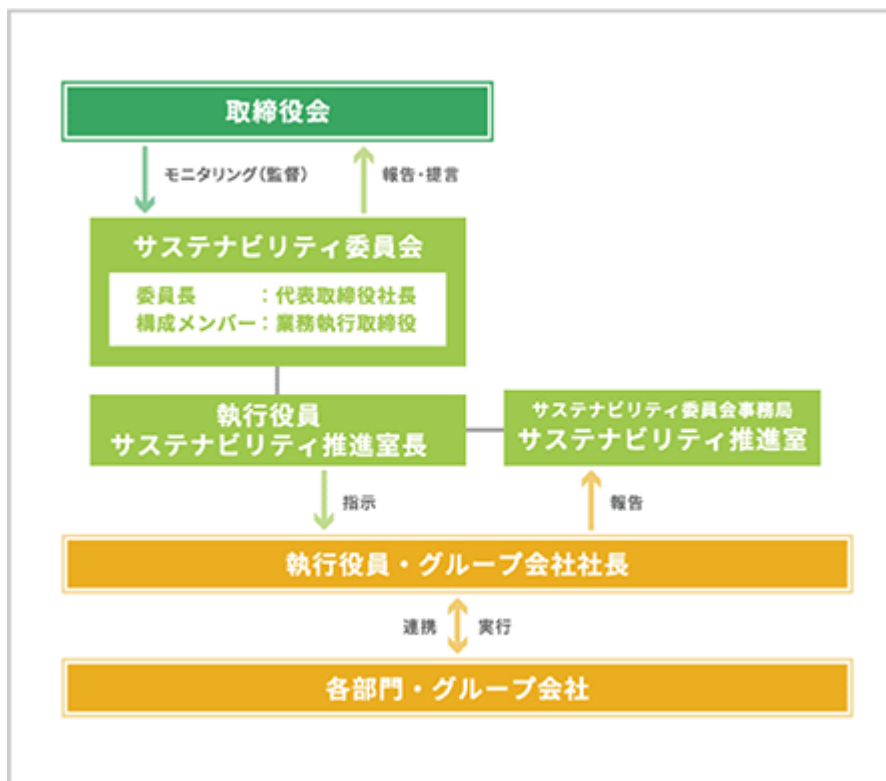 取締役会
モニタリング(監督)
報告・提言
サステナビリティ委員会
委員長　　　：代表取締役社長
構成メンバー：業務執行取締役
執行役員
サステナビリティ推進室長
サステナビリティ委員会事務局
サステナビリティ推進室
指示
報告
執行役員・グループ会社社長
連携
実行
各部門・グループ会社